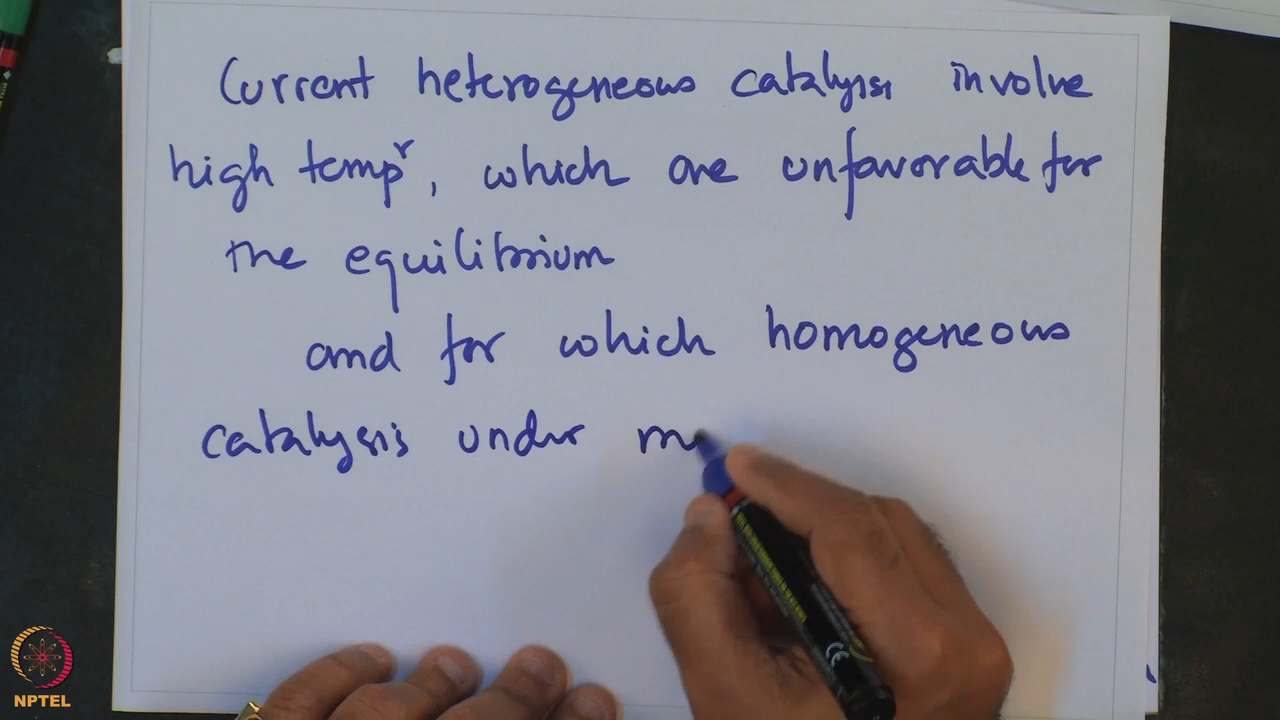 Current heterogeneous catalysis involve
high tempr, which are unfavorable for
the equilibrium
and for which homogeneous
catalysis under m
NPTEL